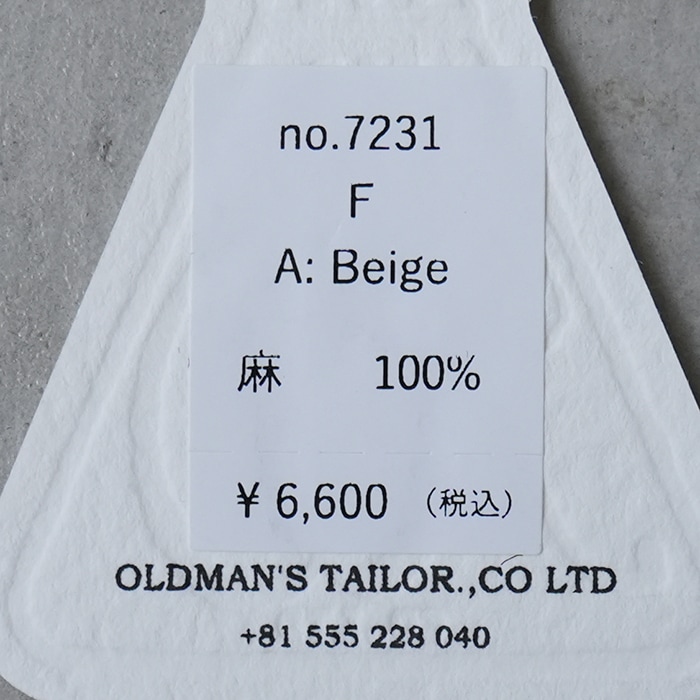 no.7231
F
A: Beige
麻 100%
¥ 6,600 (税込)
OLDMAN'S TAILOR.,CO LTD
+81 555 228 040